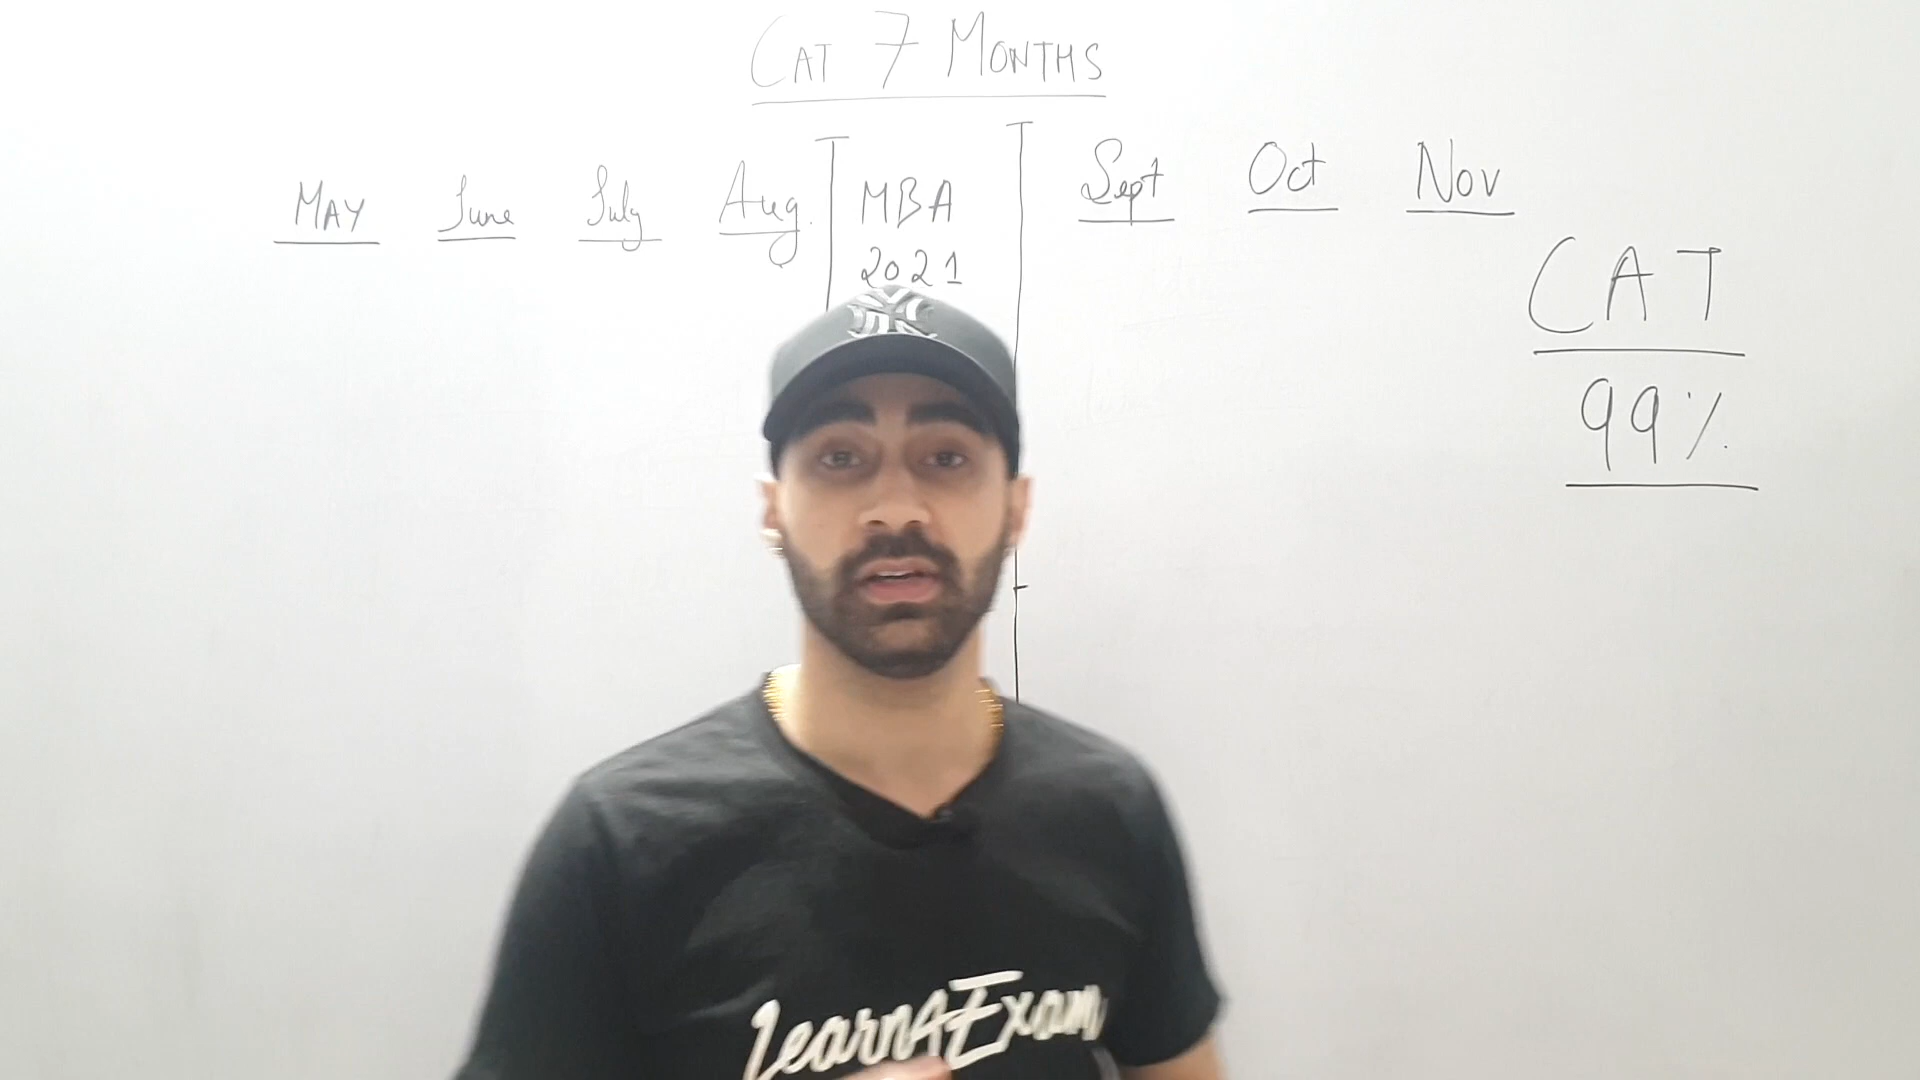 CAT 7 MONTHS
MAY June July Aug. MBA Sept Oct Nov
2021
CAT
99%
Learn4Exam